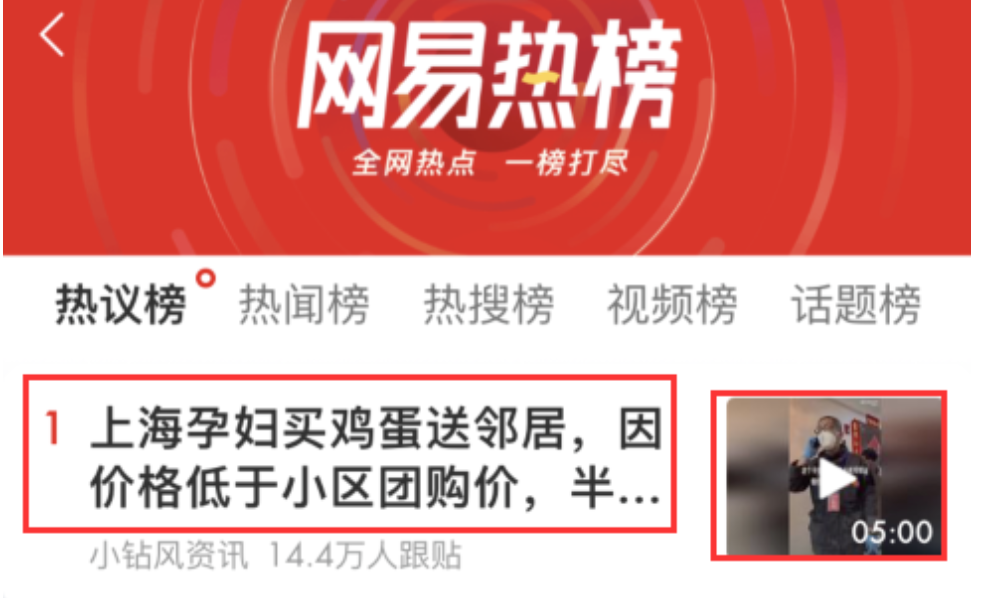 网易热榜
全网热点 一榜打尽
热议榜 热闻榜 热搜榜 视频榜 话题榜
1 上海孕妇买鸡蛋送邻居，因
价格低于小区团购价，半...
05:00
小钻风资讯 14.4万人跟贴